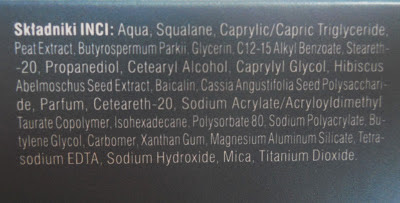 Składniki INCI: Aqua, Squalane, Caprylic/Capric Triglyceride,
Peat Extract, Butyrospermum Parkii, Glycerin, C12-15 Alkyl Benzoate, Steareth-
-20, Propanediol, Cetearyl Alcohol, Caprylyl Glycol, Hibiscus
Abelmoschus Seed Extract, Baicalin, Cassia Angustifolia Seed Polysacchari-
de, Parfum, Ceteareth-20, Sodium Acrylate/Acryloyldimethyl
Taurate Copolymer, Isohexadecane, Polysorbate 80, Sodium Polyacrylate, Bu-
tylene Glycol, Carbomer, Xanthan Gum, Magnesium Aluminum Silicate, Tetra-
sodium EDTA, Sodium Hydroxide, Mica, Titanium Dioxide.